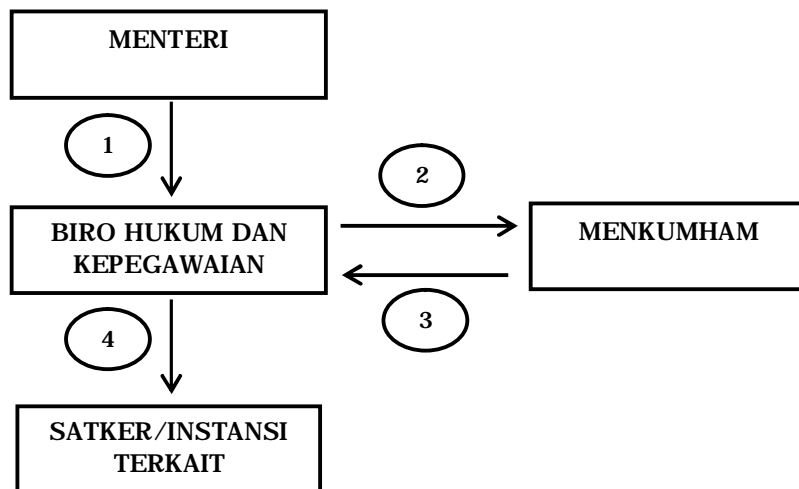 MENTERI
1
2
BIRO HUKUM DAN
KEPEGAWAIAN
MENKUMHAM
3
4
SATKER/INSTANSI
TERKAIT